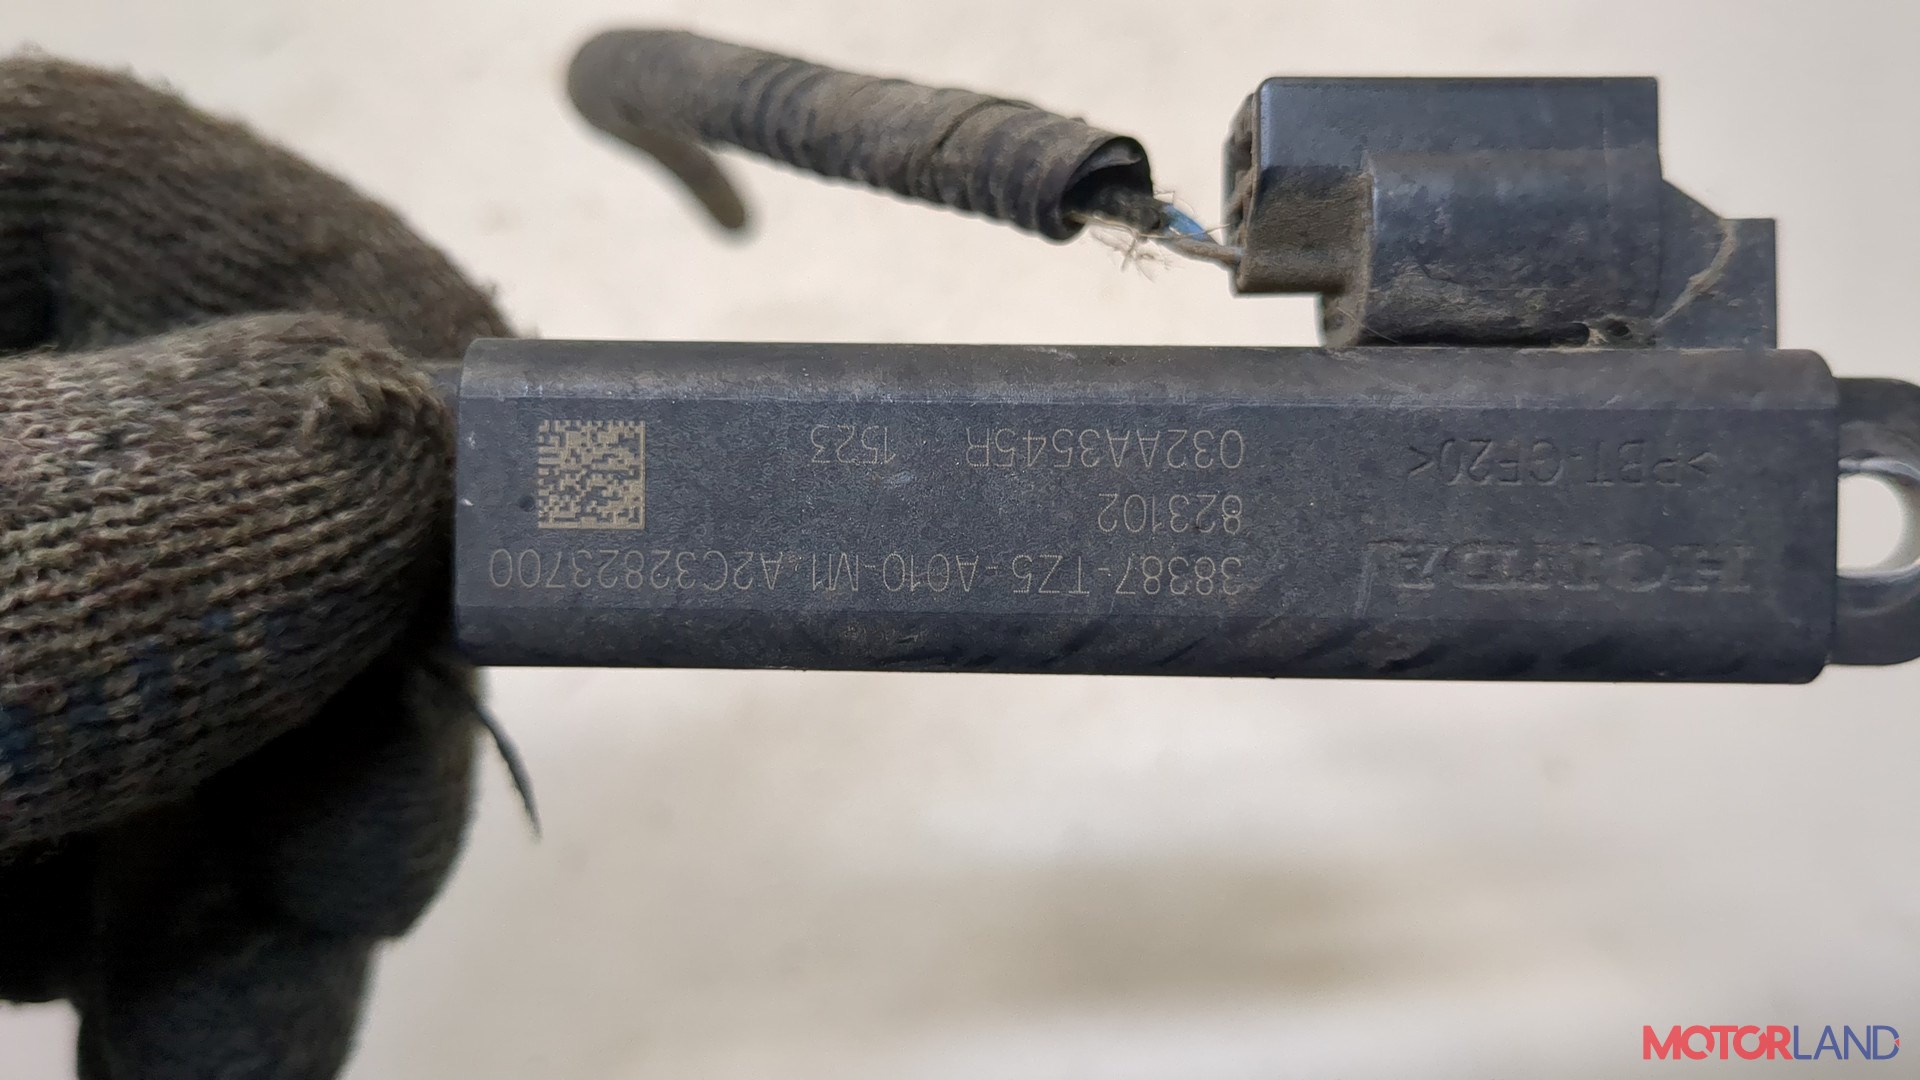 HONDA
>PBT-GF20<
38387-TZ5-A010-M1 A2C32823700
823102
032AA3545R 1523
MOTORLAND